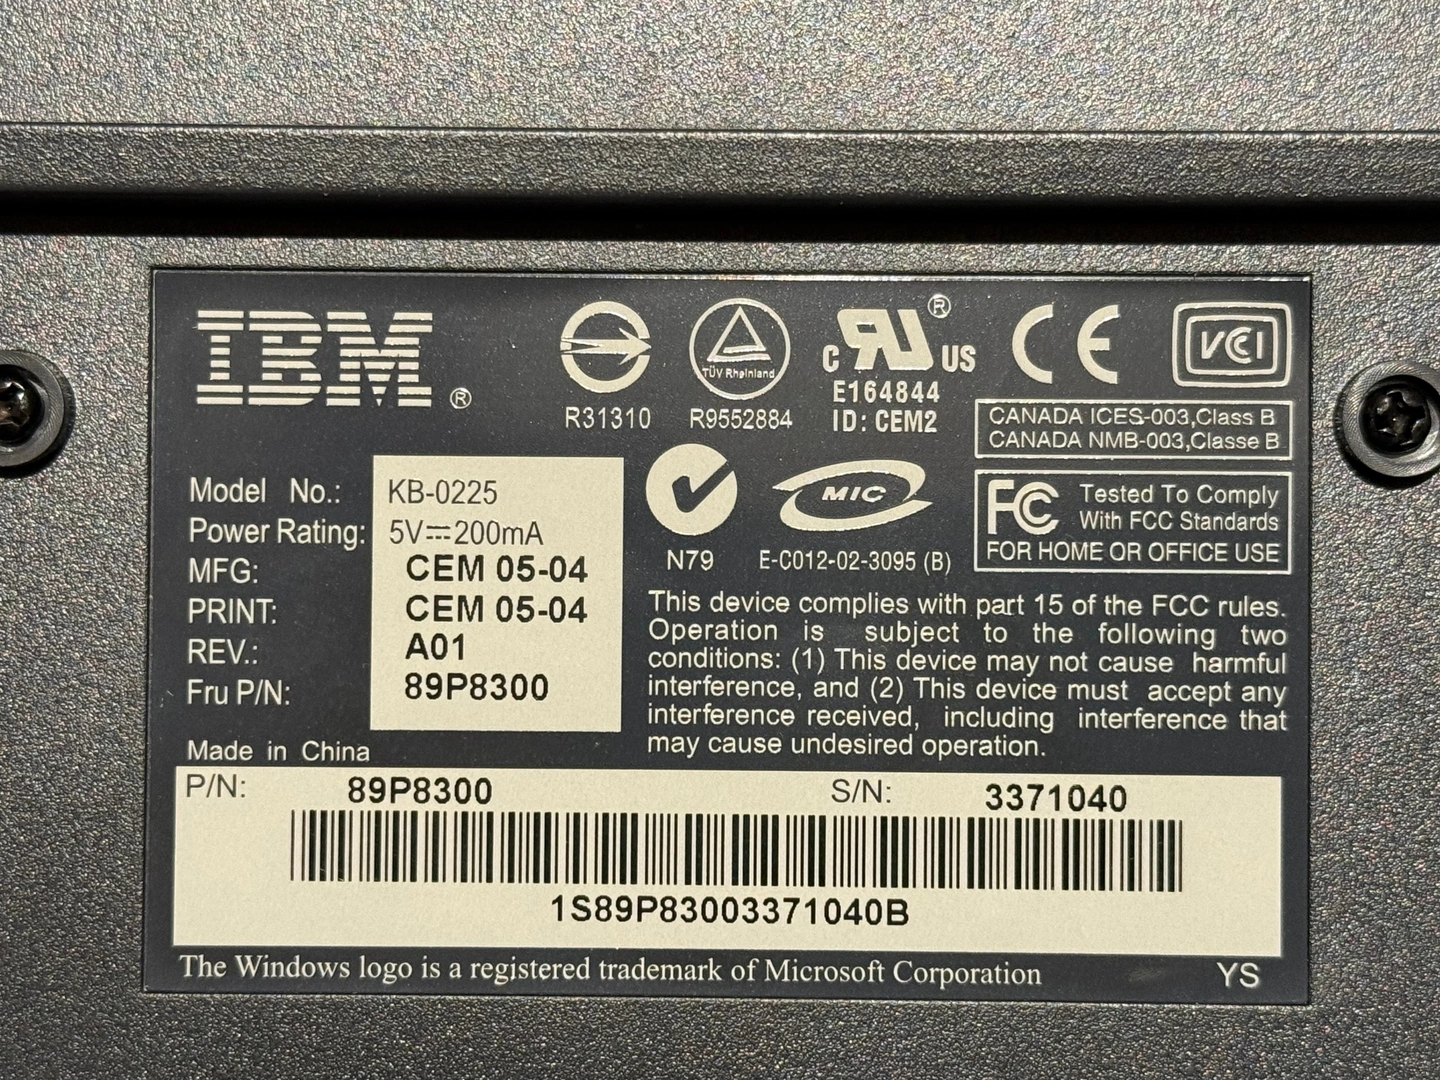 IBM ®
R31310
TÜV Rheinland
R9552884
C UL US ®
E164844
ID: CEM2
CE
VCI
CANADA ICES-003,Class B
CANADA NMB-003,Classe B
Model No.: KB-0225
Power Rating: 5V⎓200mA
MFG: CEM 05-04
PRINT: CEM 05-04
REV.: A01
Fru P/N: 89P8300
Made in China
N79
MIC
E-C012-02-3095 (B)
FC Tested To Comply
With FCC Standards
FOR HOME OR OFFICE USE
This device complies with part 15 of the FCC rules.
Operation is subject to the following two
conditions: (1) This device may not cause harmful
interference, and (2) This device must accept any
interference received, including interference that
may cause undesired operation.
P/N: 89P8300 S/N: 3371040
1S89P83003371040B
The Windows logo is a registered trademark of Microsoft Corporation YS